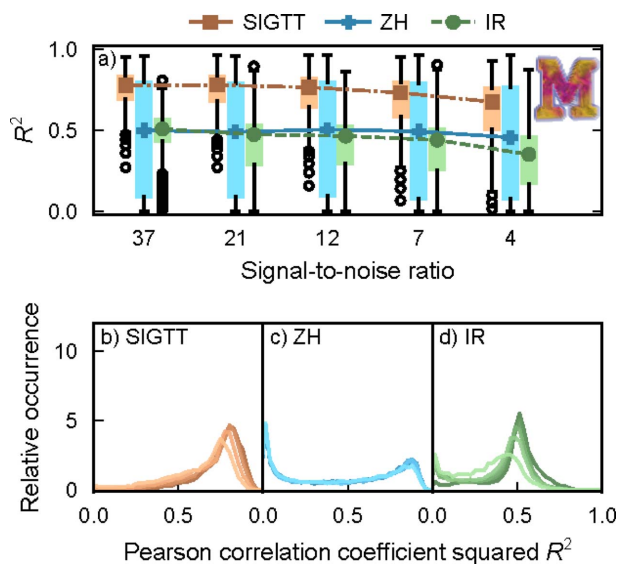 SIGTT ZH IR
a)
M
1.0
0.5
0.0
R²
37 21 12 7 4
Signal-to-noise ratio
b) SIGTT c) ZH d) IR
10
5
0
Relative occurrence
0.0 0.5 0.0 0.5 0.0 0.5 1.0
Pearson correlation coefficient squared R²